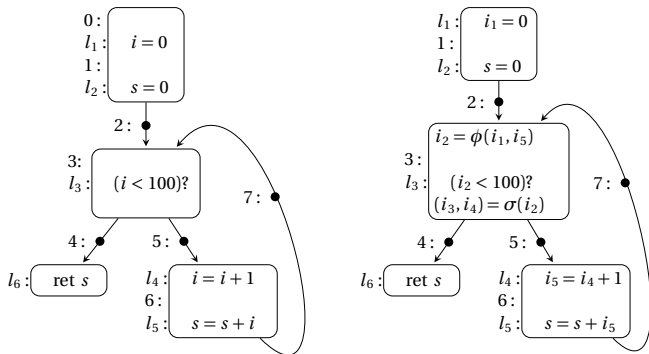 0:
l₁: i = 0
1:
l₂: s = 0
2:
3:
l₃: (i < 100)?
7:
4:
5:
l₆: ret s
l₄: i = i + 1
6:
l₅: s = s + i
l₁: i₁ = 0
1:
l₂: s = 0
2:
i₂ = ϕ(i₁, i₅)
3:
l₃: (i₂ < 100)?
(i₃, i₄) = σ(i₂)
7:
4:
5:
l₆: ret s
l₄: i₅ = i₄ + 1
6:
l₅: s = s + i₅